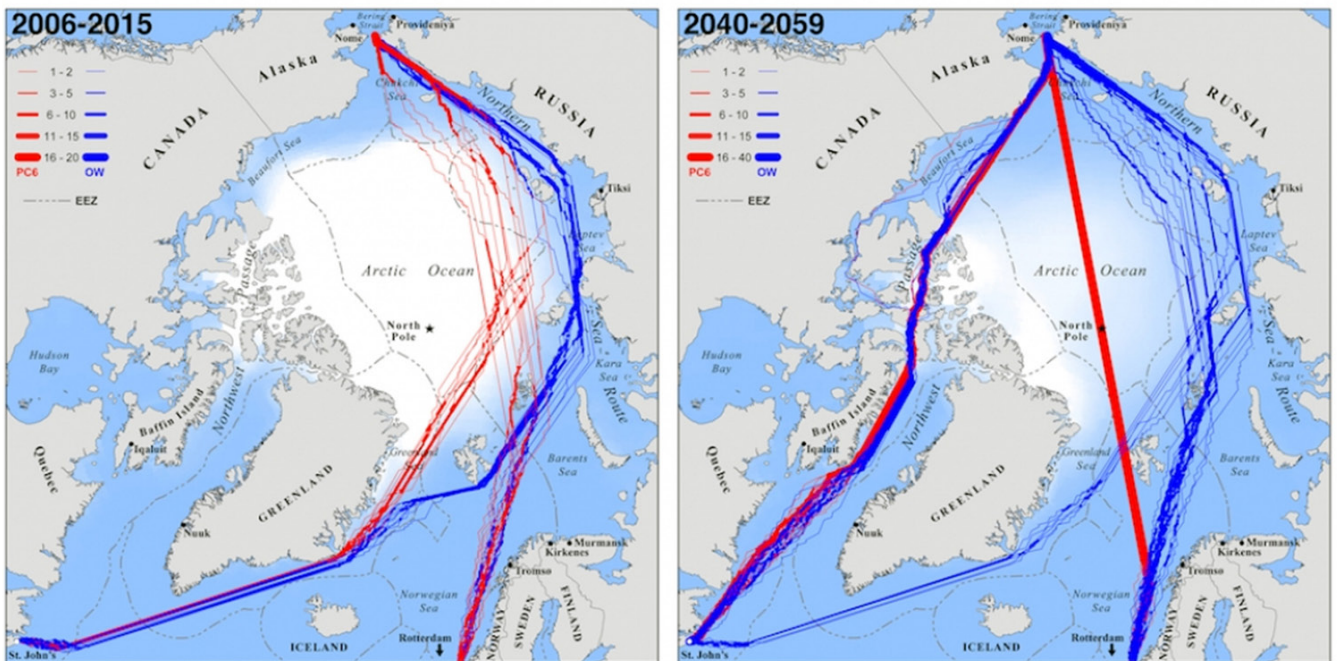 2006-2015
1 - 2
3 - 5
6 - 10
11 - 15
16 - 20
PC6 OW
EEZ
Bering
Strait
Provideniya
Nome
Alaska
Chukchi
Sea
CANADA
Beaufort Sea
Northern
RUSSIA
Tiksi
Laptev
Sea
Passage
Arctic Ocean
North
Pole
Sea
Kara
Sea
Route
Hudson
Bay
Northwest
Baffin Island
Iqaluit
Quebec
GREENLAND
Greenland
Sea
Barents
Sea
Nuuk
Murmansk
Kirkenes
Tromsø
Norwegian
Sea
NORWAY
SWEDEN
FINLAND
Rotterdam
ICELAND
St. John's
2040-2059
1 - 2
3 - 5
6 - 10
11 - 15
16 - 40
PC6 OW
EEZ
Bering
Strait
Provideniya
Nome
Alaska
Chukchi
Sea
CANADA
Beaufort Sea
Northern
RUSSIA
Tiksi
Laptev
Sea
Passage
Arctic Ocean
North
Pole
Sea
Kara
Sea
Route
Hudson
Bay
Northwest
Baffin Island
Iqaluit
Quebec
GREENLAND
Greenland
Sea
Barents
Sea
Nuuk
Murmansk
Kirkenes
Tromsø
Norwegian
Sea
NORWAY
SWEDEN
FINLAND
Rotterdam
ICELAND
St. John's